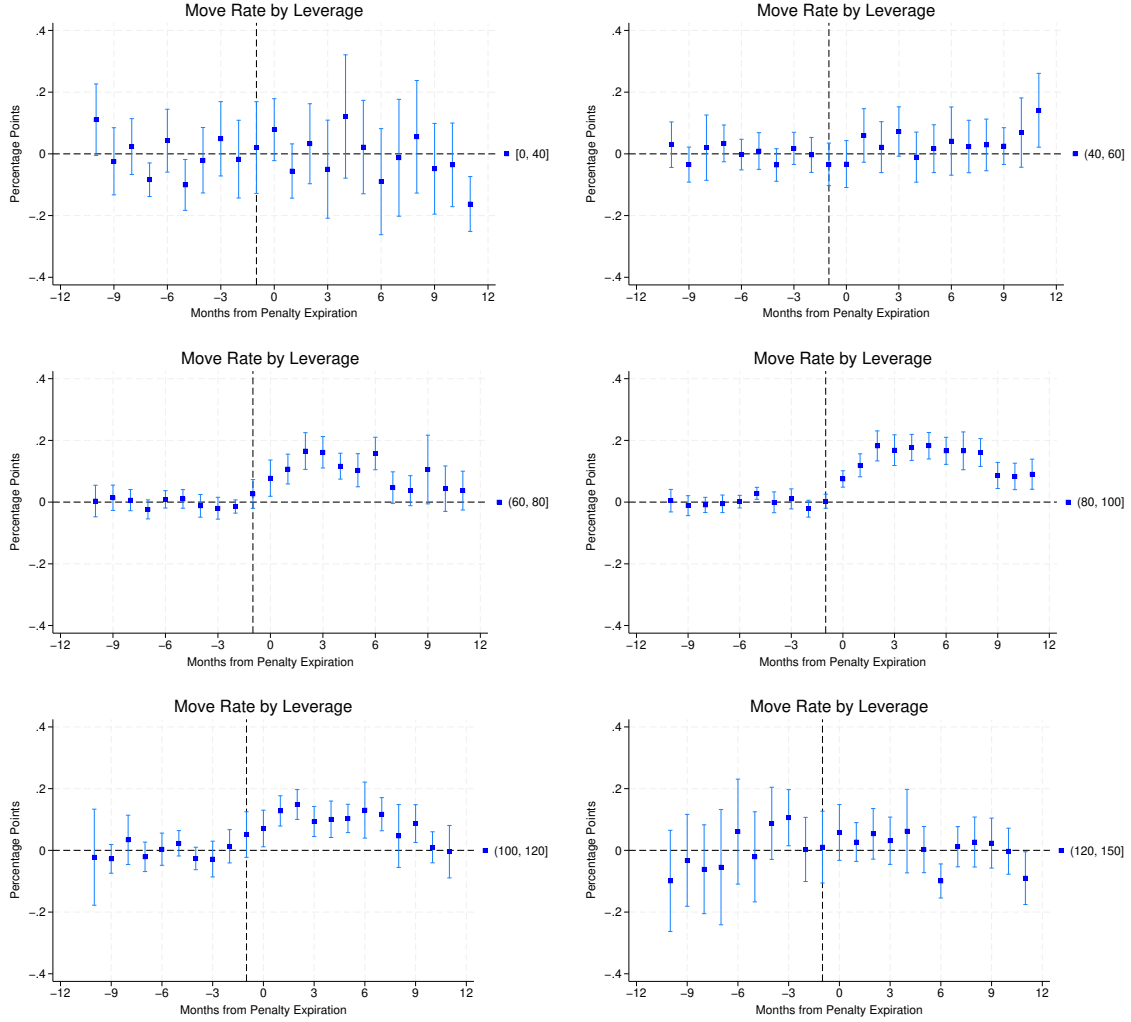 Move Rate by Leverage
.4
.2
0
−.2
−.4
Percentage Points
−12 −9 −6 −3 0 3 6 9 12
Months from Penalty Expiration
[0, 40]
Move Rate by Leverage
.4
.2
0
−.2
−.4
Percentage Points
−12 −9 −6 −3 0 3 6 9 12
Months from Penalty Expiration
(40, 60]
Move Rate by Leverage
.4
.2
0
−.2
−.4
Percentage Points
−12 −9 −6 −3 0 3 6 9 12
Months from Penalty Expiration
(60, 80]
Move Rate by Leverage
.4
.2
0
−.2
−.4
Percentage Points
−12 −9 −6 −3 0 3 6 9 12
Months from Penalty Expiration
(80, 100]
Move Rate by Leverage
.4
.2
0
−.2
−.4
Percentage Points
−12 −9 −6 −3 0 3 6 9 12
Months from Penalty Expiration
(100, 120]
Move Rate by Leverage
.4
.2
0
−.2
−.4
Percentage Points
−12 −9 −6 −3 0 3 6 9 12
Months from Penalty Expiration
(120, 150]